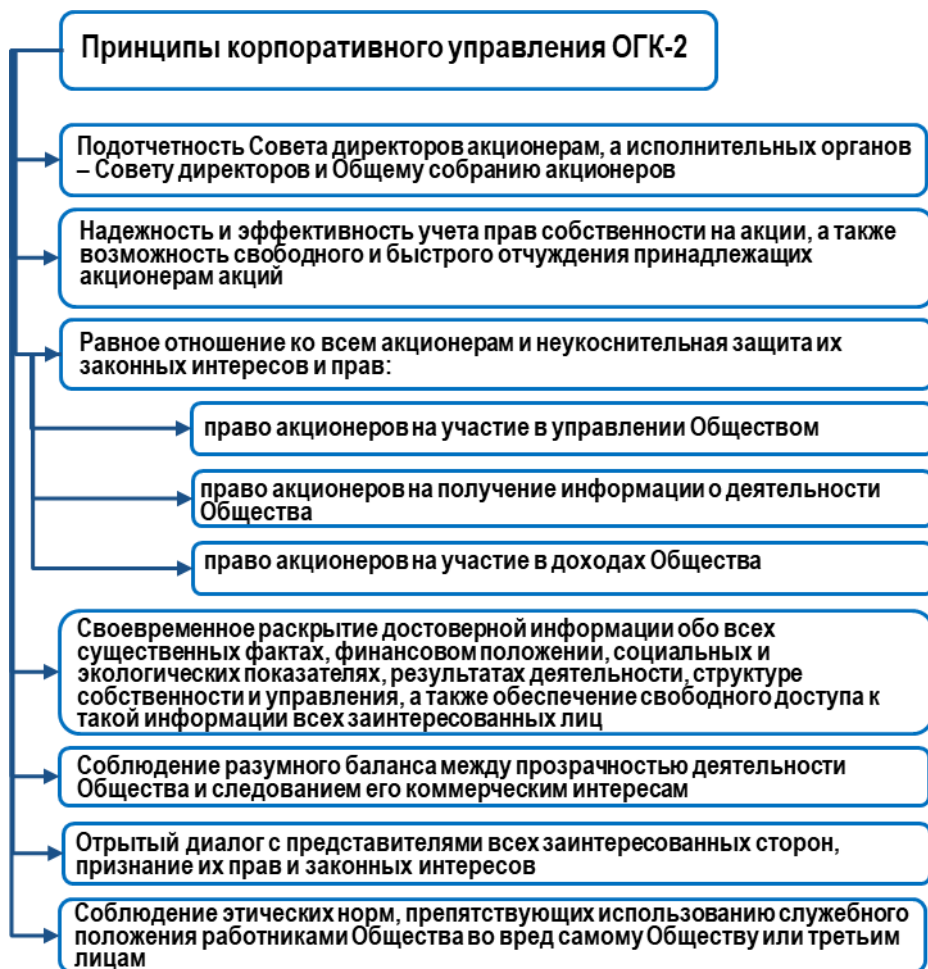 Принципы корпоративного управления ОГК-2
Подотчетность Совета директоров акционерам, а исполнительных органов
– Совету директоров и Общему собранию акционеров
Надежность и эффективность учета прав собственности на акции, а также
возможность свободного и быстрого отчуждения принадлежащих
акционерам акций
Равное отношение ко всем акционерам и неукоснительная защита их
законных интересов и прав:
право акционеров на участие в управлении Обществом
право акционеров на получение информации о деятельности
Общества
право акционеров на участие в доходах Общества
Своевременное раскрытие достоверной информации обо всех
существенных фактах, финансовом положении, социальных и
экологических показателях, результатах деятельности, структуре
собственности и управления, а также обеспечение свободного доступа к
такой информации всех заинтересованных лиц
Соблюдение разумного баланса между прозрачностью деятельности
Общества и следованием его коммерческим интересам
Отрытый диалог с представителями всех заинтересованных сторон,
признание их прав и законных интересов
Соблюдение этических норм, препятствующих использованию служебного
положения работниками Общества во вред самому Обществу или третьим
лицам